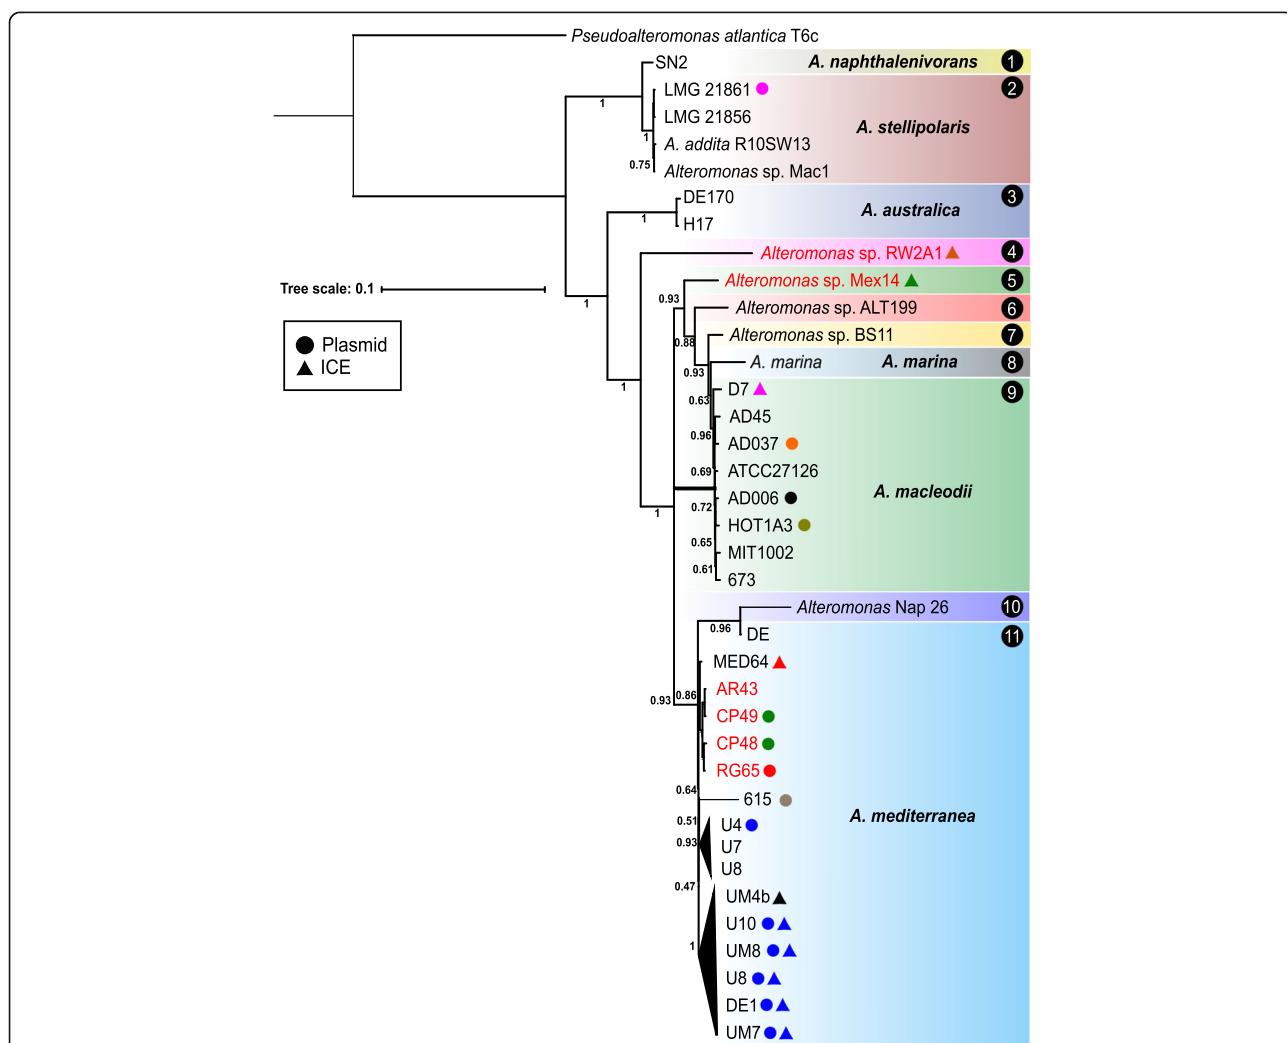 Pseudoalteromonas atlantica T6c
SN2
A. naphthalenivorans
1
LMG 21861
2
1
LMG 21856
A. stellipolaris
1
A. addita R10SW13
0.75
Alteromonas sp. Mac1
DE170
3
A. australica
1
H17
Alteromonas sp. RW2A1
4
Alteromonas sp. Mex14
5
Tree scale: 0.1
0.93
1
Alteromonas sp. ALT199
6
Alteromonas sp. BS11
7
0.88
Plasmid
ICE
A. marina
A. marina
8
0.93
1
D7
9
0.63
AD45
0.96
AD037
ATCC27126
0.69
A. macleodii
AD006
0.72
1
HOT1A3
0.65
MIT1002
0.61
673
Alteromonas Nap 26
10
0.96
DE
11
MED64
AR43
0.93
0.86
CP49
CP48
RG65
0.64
615
A. mediterranea
0.51
U4
0.93
U7
U8
0.47
UM4b
U10
1
UM8
U8
DE1
UM7